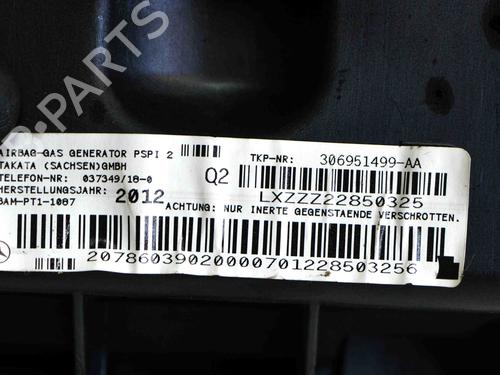 AIRBAG-GAS GENERATOR PSPI 2
TAKATA (SACHSEN)GMBH
TELEFON-NR: 037349/18-0
HERSTELLUNGSJAHR: 2012
BAM-PT1-1087
Q2
TKP-NR: 306951499-AA
LXZZZ22850325
ACHTUNG: NUR INERTE GEGENSTAENDE VERSCHROTTEN.
20786039020000701228503256
B PARTS